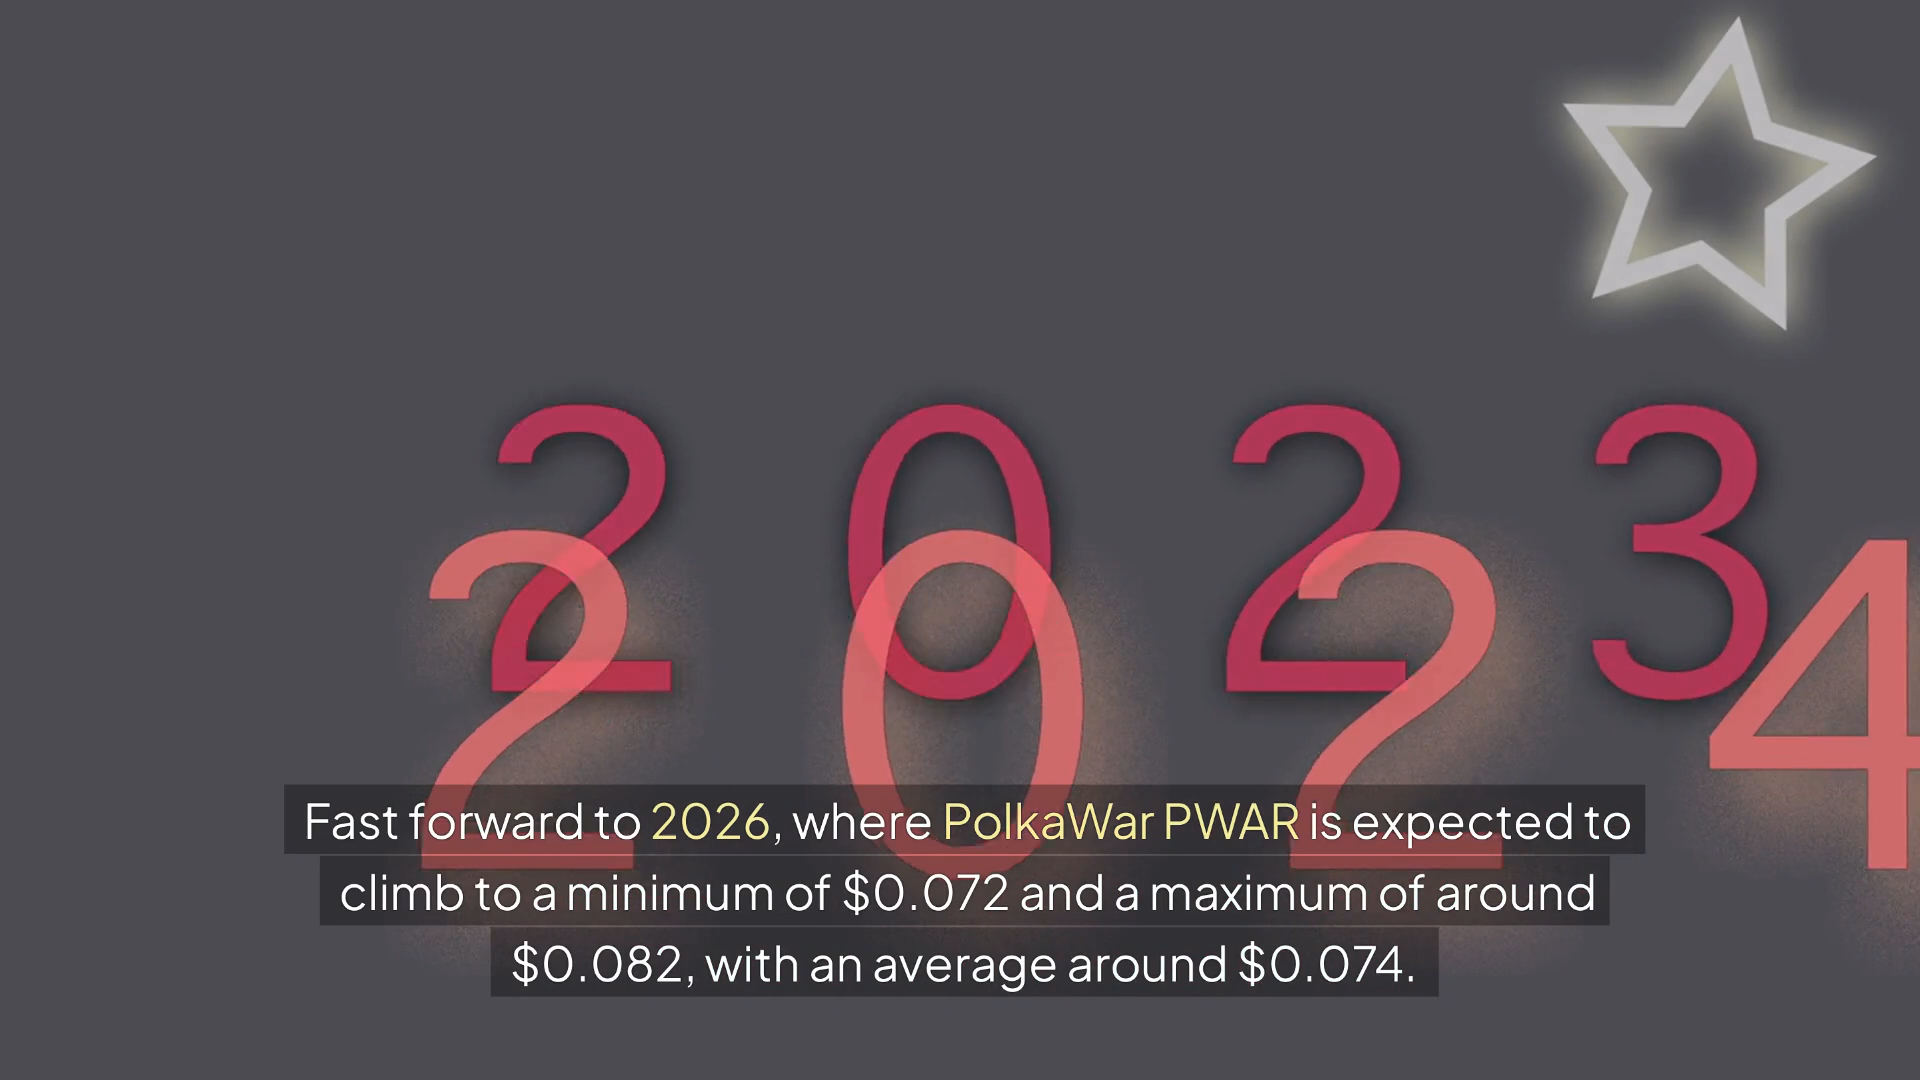 2023
2024
Fast forward to 2026, where PolkaWar PWAR is expected to
climb to a minimum of $0.072 and a maximum of around
$0.082, with an average around $0.074.